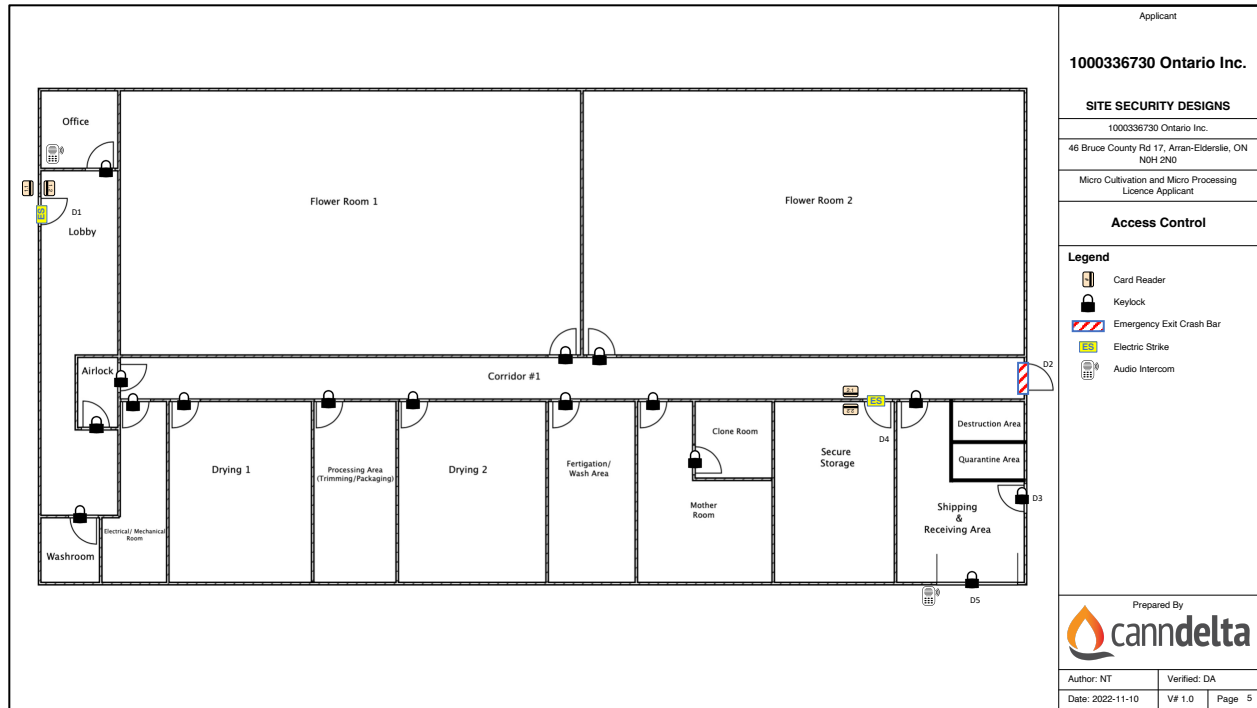 Applicant
1000336730 Ontario Inc.
SITE SECURITY DESIGNS
1000336730 Ontario Inc.
46 Bruce County Rd 17, Arran-Elderslie, ON
N0H 2N0
Micro Cultivation and Micro Processing
Licence Applicant
Access Control
Legend
Card Reader
Keylock
Emergency Exit Crash Bar
ES
Electric Strike
Audio Intercom
Prepared By
canndelta
Author: NT
Verified: DA
Date: 2022-11-10
V# 1.0
Page 5
Office
D1
ES
Lobby
Flower Room 1
Flower Room 2
Airlock
Corridor #1
D2
ES
D4
Drying 1
Processing Area
(Trimming/Packaging)
Drying 2
Fertigation/
Wash Area
Clone Room
Mother
Room
Secure
Storage
Destruction Area
Quarantine Area
D3
Shipping
&
Receiving Area
Electrical/ Mechanical
Room
Washroom
D5